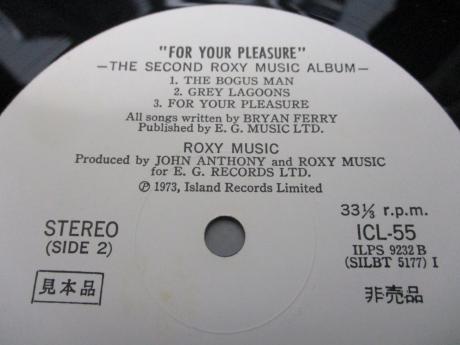 "FOR YOUR PLEASURE"
—THE SECOND ROXY MUSIC ALBUM—
1. THE BOGUS MAN
2. GREY LAGOONS
3. FOR YOUR PLEASURE
All songs written by BRYAN FERRY
Published by E. G. MUSIC LTD.
ROXY MUSIC
Produced by JOHN ANTHONY and ROXY MUSIC
for E. G. RECORDS LTD.
Ⓟ 1973, Island Records Limited
STEREO
(SIDE 2)
33⅓ r.p.m.
ICL-55
ILPS 9232 B
(SILBT 5177) I
見本品
非売品